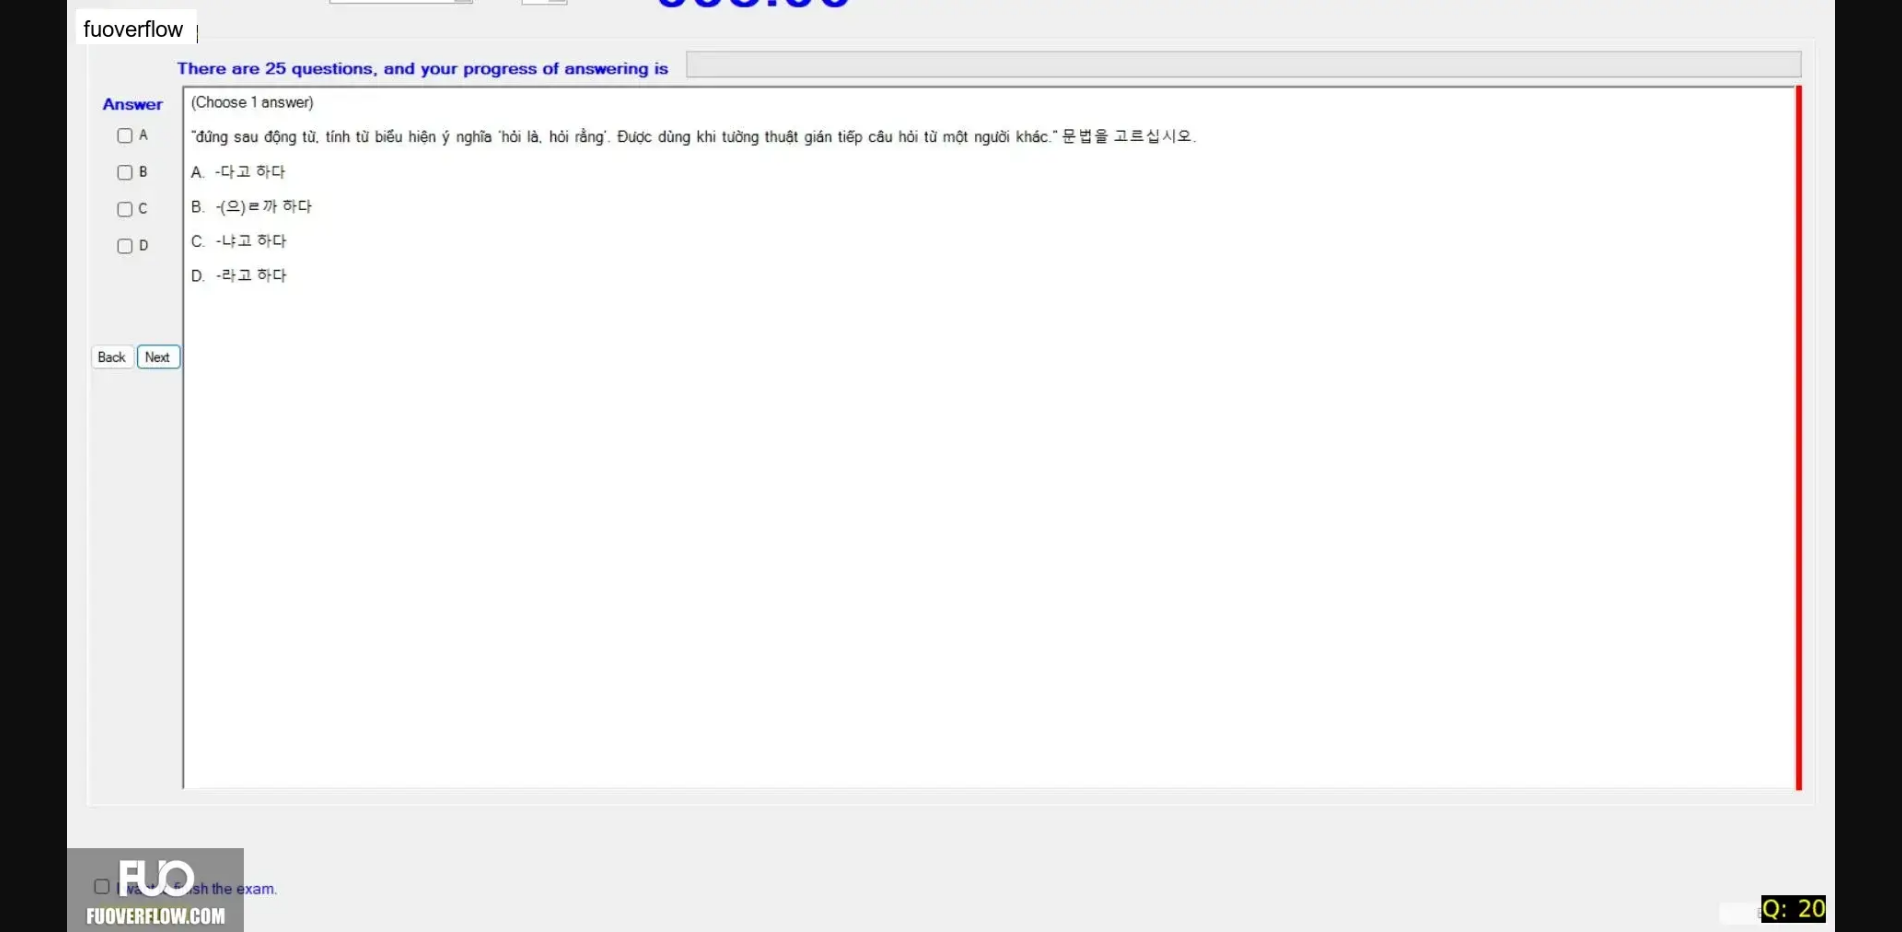 fuoverflow
There are 25 questions, and your progress of answering is
Answer
(Choose 1 answer)
A
"đứng sau động từ, tính từ biểu hiện ý nghĩa 'hỏi là, hỏi rằng'. Được dùng khi tường thuật gián tiếp câu hỏi từ một người khác." 문법을 고르십시오.
B
A. -다고 하다
C
B. -(으)ㄹ까 하다
D
C. -냐고 하다
D. -라고 하다
Back Next
FUO
I want finish the exam.
FUOVERFLOW.COM
Q: 20